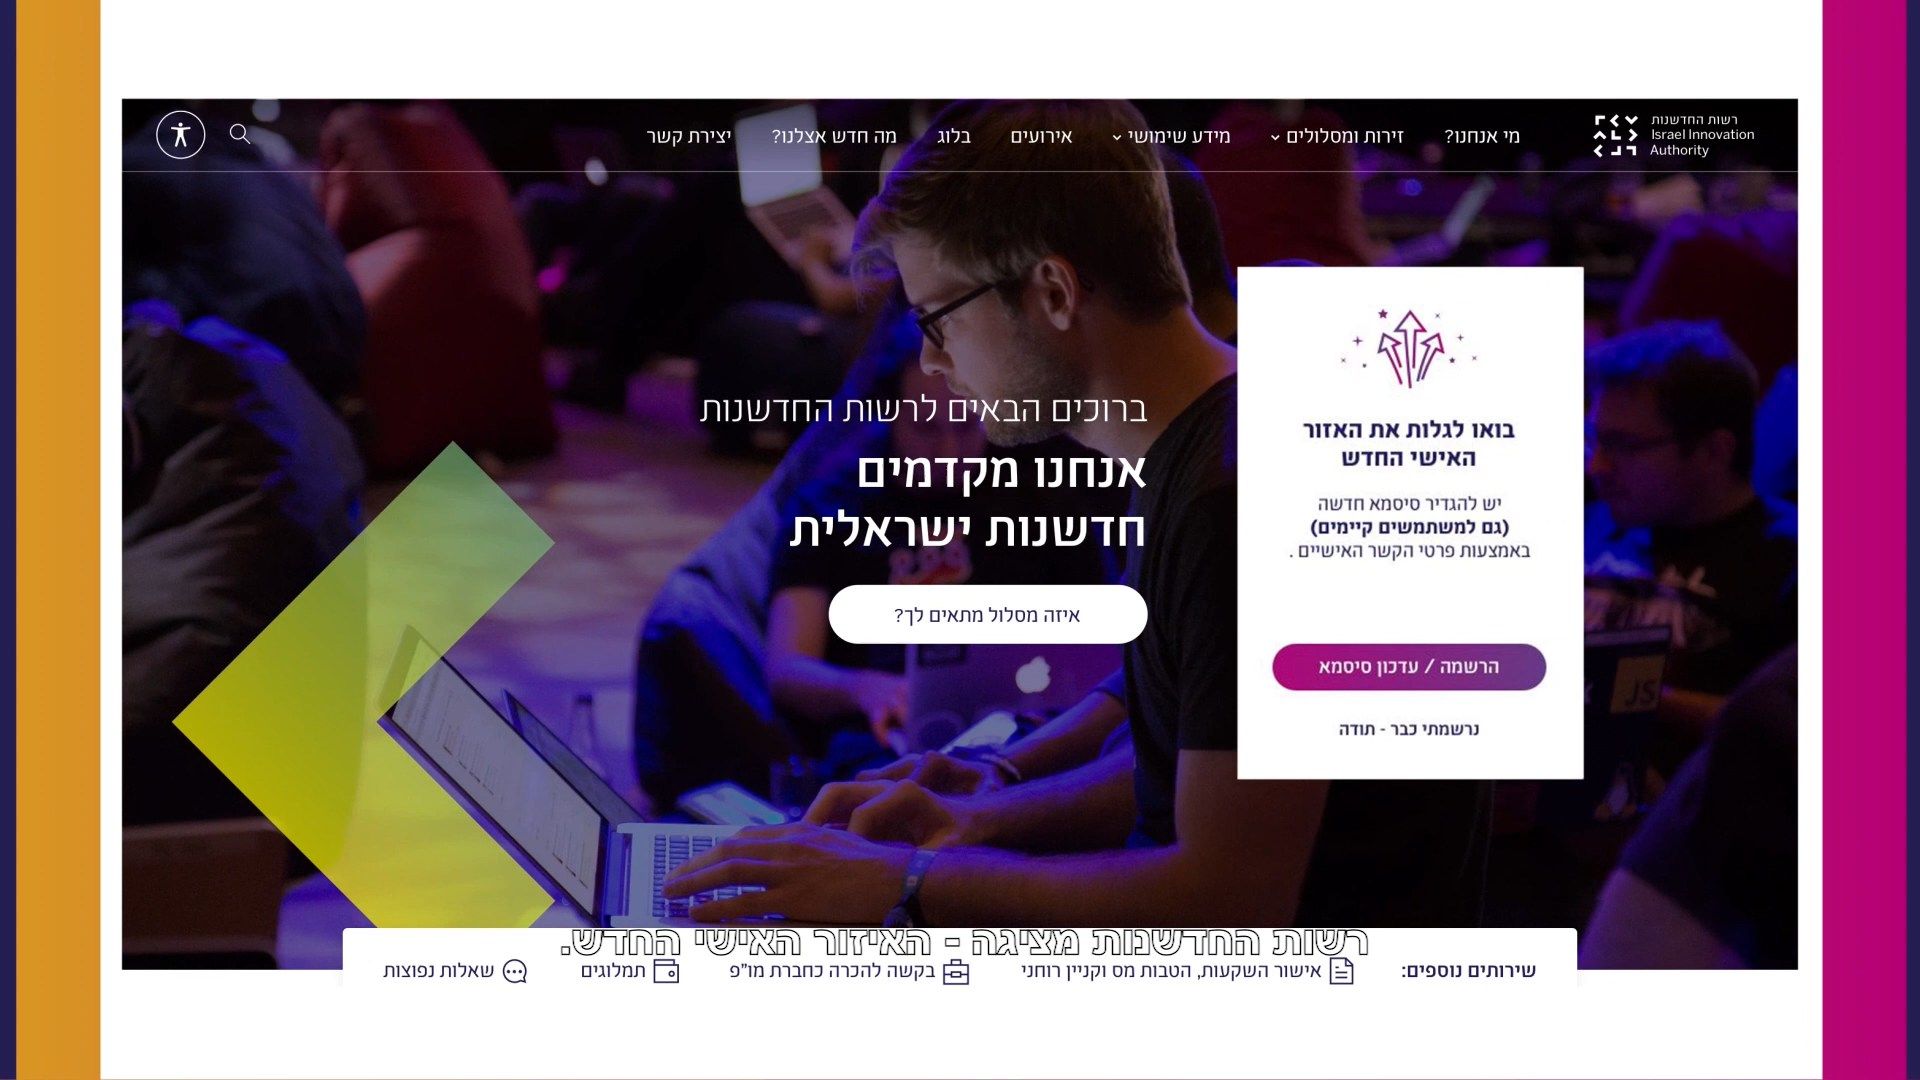 רשות החדשנות
Israel Innovation
Authority
מי אנחנו?
זירות ומסלולים
מידע שימושי
אירועים
בלוג
מה חדש אצלנו?
יצירת קשר
ברוכים הבאים לרשות החדשנות
אנחנו מקדמים
חדשנות ישראלית
איזה מסלול מתאים לך?
בואו לגלות את האזור
האישי החדש
יש להגדיר סיסמא חדשה
(גם למשתמשים קיימים)
באמצעות פרטי הקשר האישיים .
הרשמה / עדכון סיסמא
נרשמתי כבר - תודה
JS
רשות החדשנות מציגה - האיזור האישי החדש.
שירותים נוספים:
אישור השקעות, הטבות מס וקניין רוחני
בקשה להכרה כחברת מו"פ
תמלוגים
שאלות נפוצות